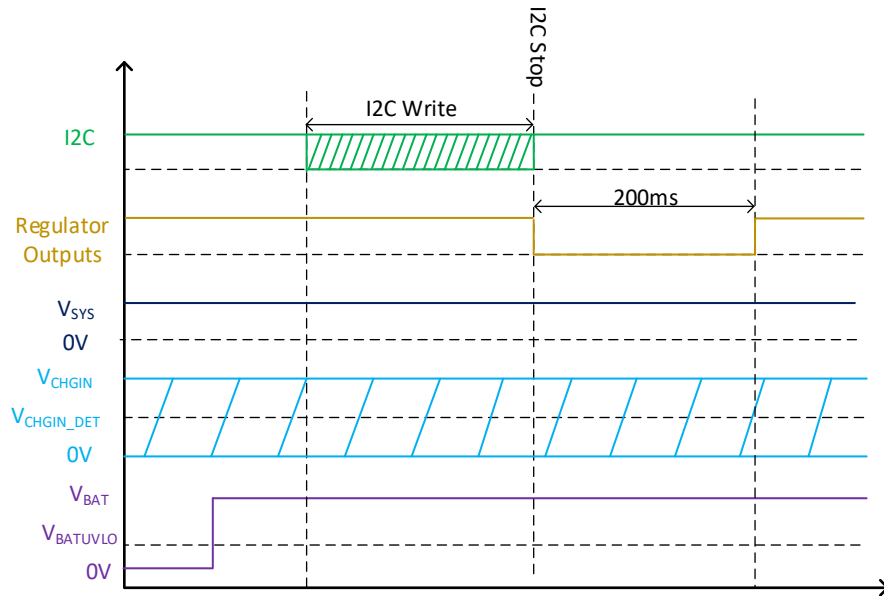 I2C Stop
I2C Write
I2C
200ms
Regulator
Outputs
VSYS
0V
VCHGIN
VCHGIN_DET
0V
VBAT
VBATUVLO
0V